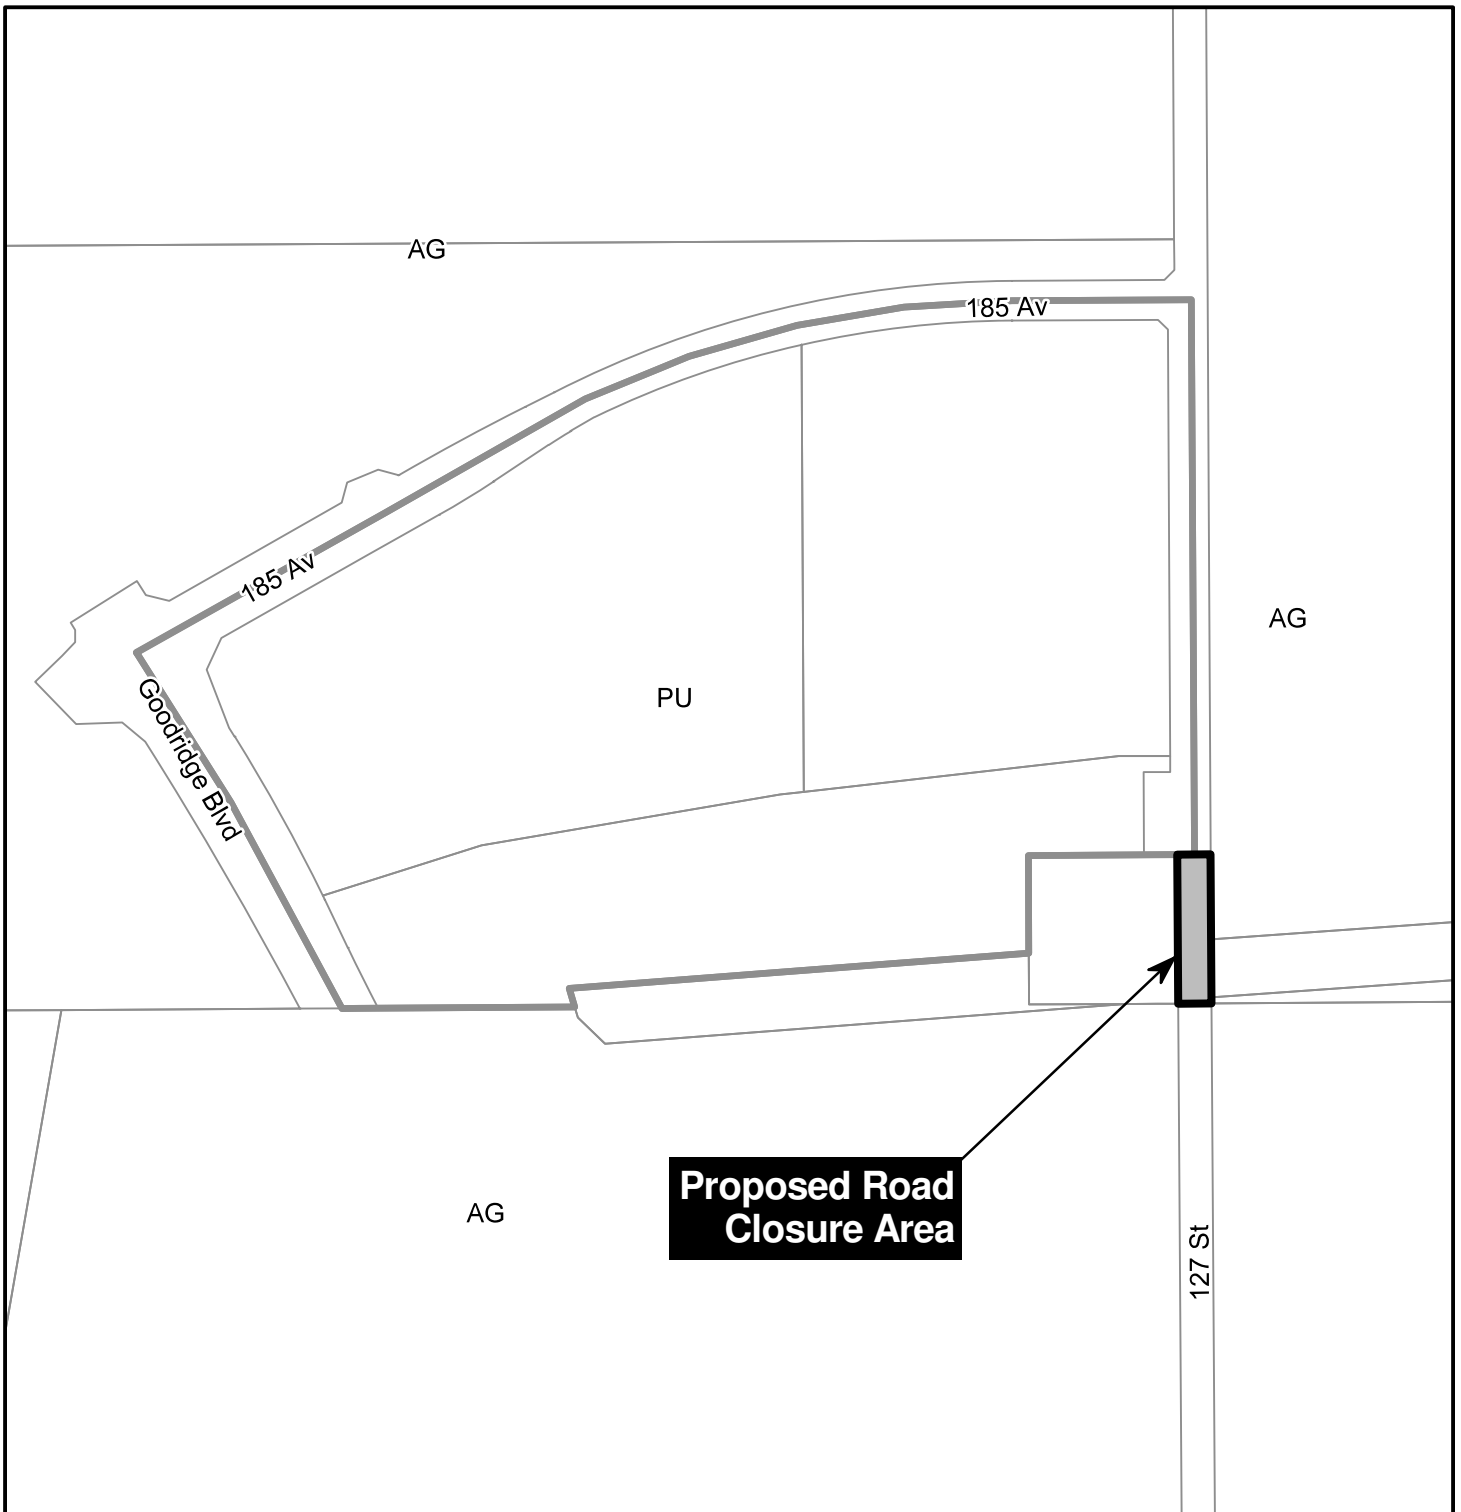 AG
185 Av
185 Av
AG
Goodridge Blvd
PU
Proposed Road
Closure Area
AG
127 St